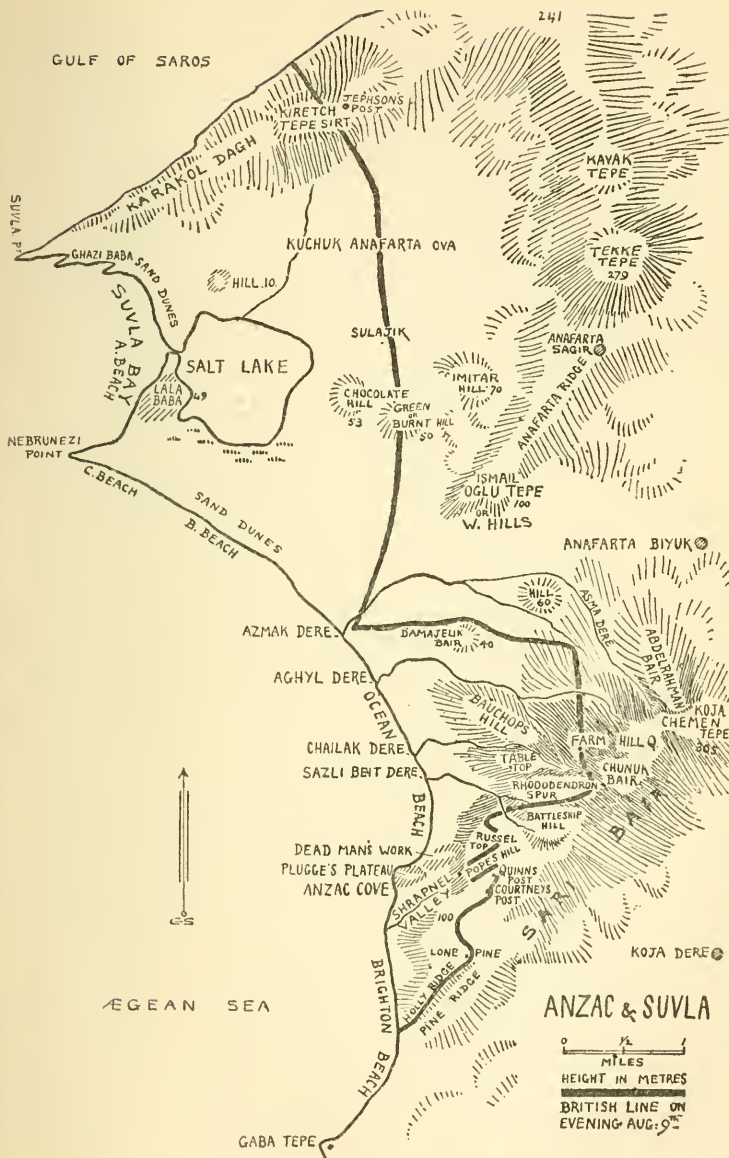 241
GULF OF SAROS
JEPHSON'S
POST
KIRETCH
TEPE SIRT
KARAKOL DAGH
KAVAK
TEPE
SUVLA PT.
GHAZI BABA
SAND DUNES
KUCHUK ANAFARTA OVA
TEKKE
TEPE
279
HILL.10.
SUVLA BAY
A. BEACH
SULAJIK
ANAFARTA
SAGIR
SALT LAKE
LALA
BABA
49
CHOCOLATE
HILL
53
IMITAR
HILL·70
GREEN
OR
BURNT HILL
50
ANAFARTA RIDGE
NEBRUNEZI
POINT
ISMAIL
OGLU TEPE
100
OR
W. HILLS
C. BEACH
SAND DUNES
B. BEACH
ANAFARTA BIYUK
HILL
60
ASMA DERE
ABDELRAHMAN
BAIR
AZMAK DERE
DAMAJELIK
BAIR
40
AGHYL DERE
OCEAN
BEACH
BAUCHOPS
HILL
KOJA
CHEMEN
TEPE
305
CHAILAK DERE
FARM
HILL Q.
TABLE
TOP
CHUNUK
BAIR
SAZLI BEIT DERE
RHODODENDRON
SPUR
BATTLESHIP
HILL
SARI BAIR
RUSSEL
TOP
DEAD MAN'S WORK
PLUGGE'S PLATEAU
ANZAC COVE
POPES HILL
QUINNS
POST
COURTNEYS
POST
SHRAPNEL
VALLEY
100
LONE PINE
KOJA DERE
HOLLY RIDGE
PINE RIDGE
BRIGHTON
BEACH
ÆGEAN SEA
ANZAC & SUVLA
0 ½ 1
MILES
HEIGHT IN METRES
BRITISH LINE ON
EVENING AUG: 9TH
GABA TEPE